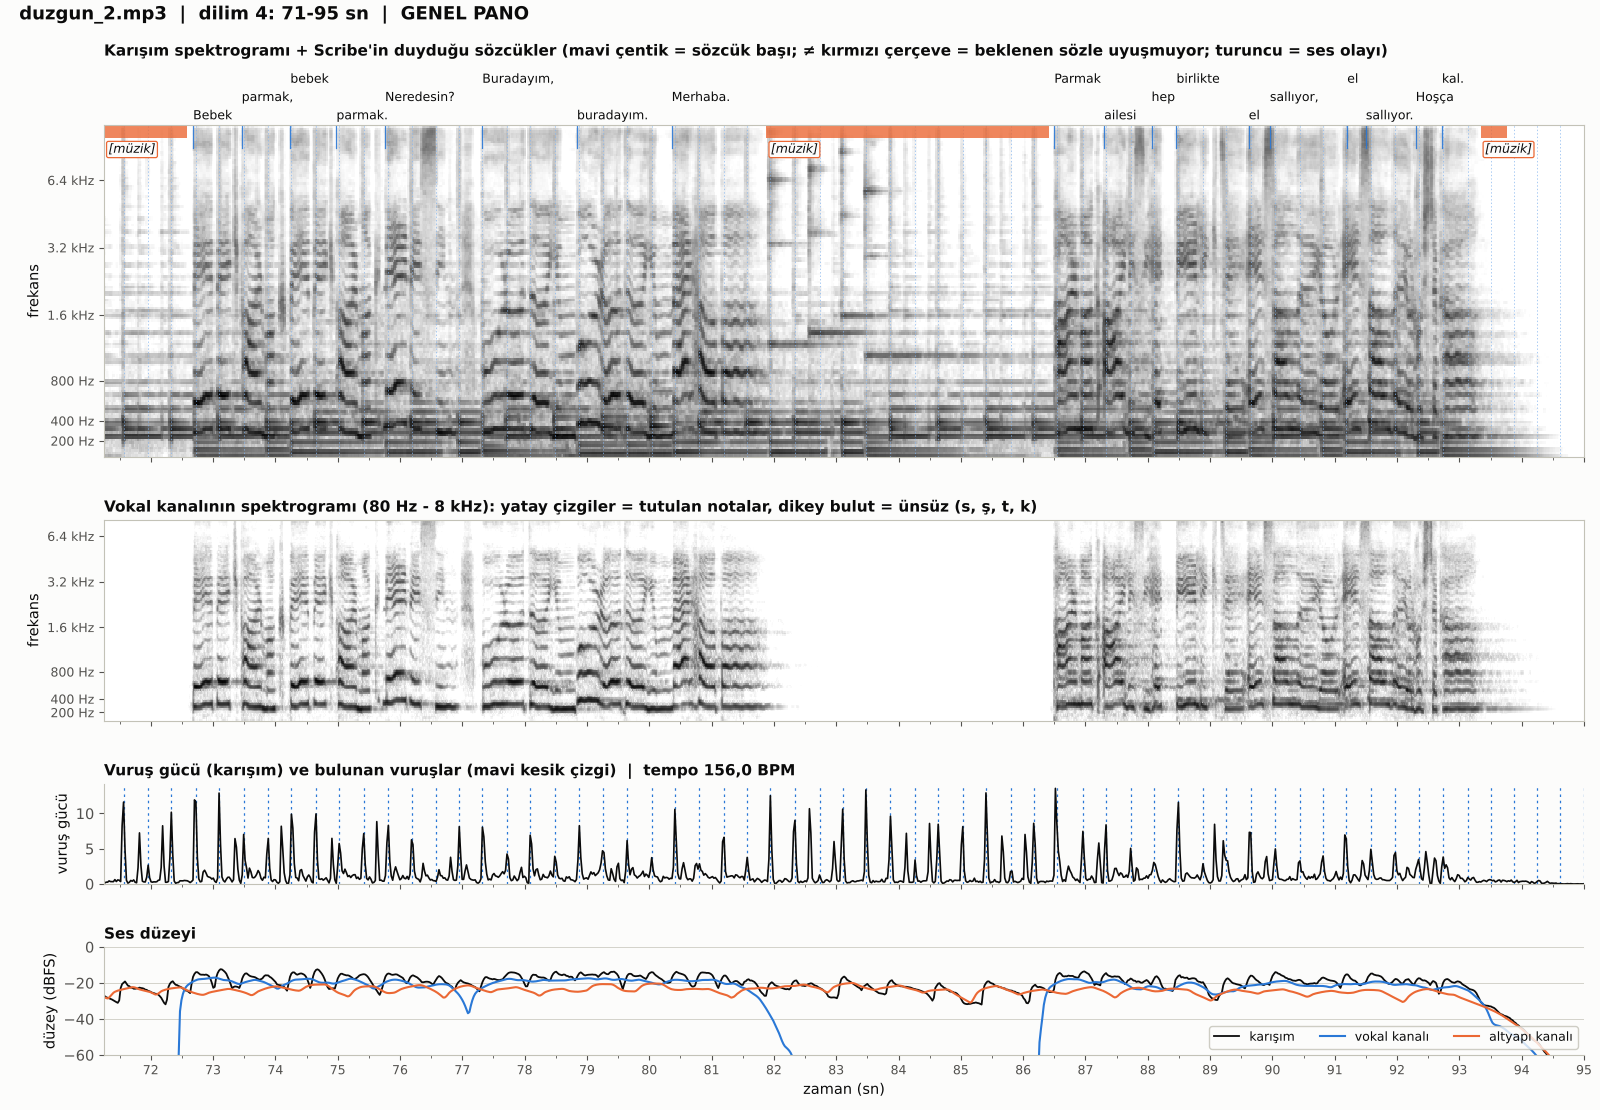 duzgun_2.mp3 | dilim 4: 71-95 sn | GENEL PANO
Karışım spektrogramı + Scribe'in duyduğu sözcükler (mavi çentik = sözcük başı; ≠ kırmızı çerçeve = beklenen sözle uyuşmuyor; turuncu = ses olayı)
bebek Buradayım, Parmak birlikte el kal.
parmak, Neredesin? Merhaba. hep sallıyor, Hoşça
Bebek parmak. buradayım. ailesi el sallıyor.
[müzik] [müzik] [müzik]
frekans
6.4 kHz
3.2 kHz
1.6 kHz
800 Hz
400 Hz
200 Hz
Vokal kanalının spektrogramı (80 Hz - 8 kHz): yatay çizgiler = tutulan notalar, dikey bulut = ünsüz (s, ş, t, k)
frekans
6.4 kHz
3.2 kHz
1.6 kHz
800 Hz
400 Hz
200 Hz
Vuruş gücü (karışım) ve bulunan vuruşlar (mavi kesik çizgi) | tempo 156,0 BPM
vuruş gücü
10
5
0
Ses düzeyi
düzey (dBFS)
0
−20
−40
−60
karışım vokal kanalı altyapı kanalı
72 73 74 75 76 77 78 79 80 81 82 83 84 85 86 87 88 89 90 91 92 93 94 95
zaman (sn)